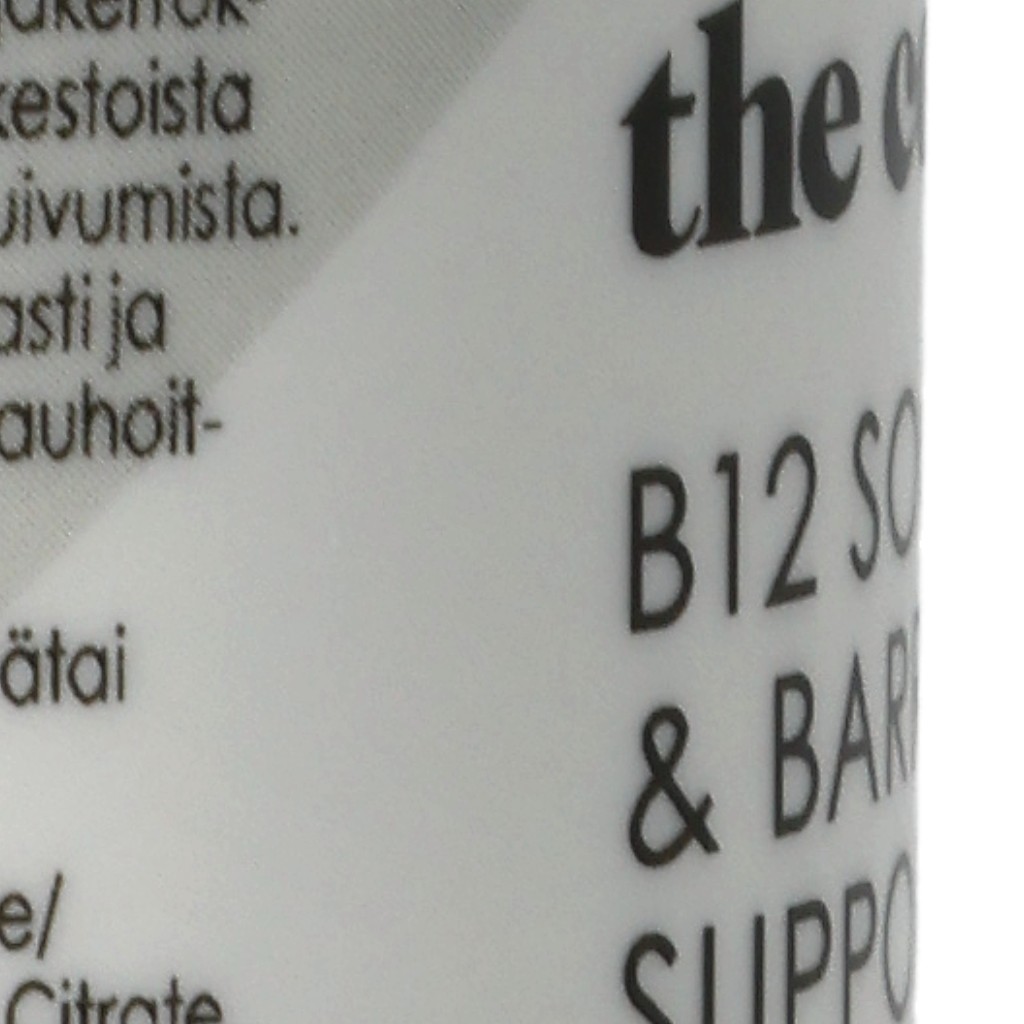 kestoista
uivumista.
asti ja
auhoit-
ätai
e/
Citrate
the
B12 SO
& BAR
SUPPO